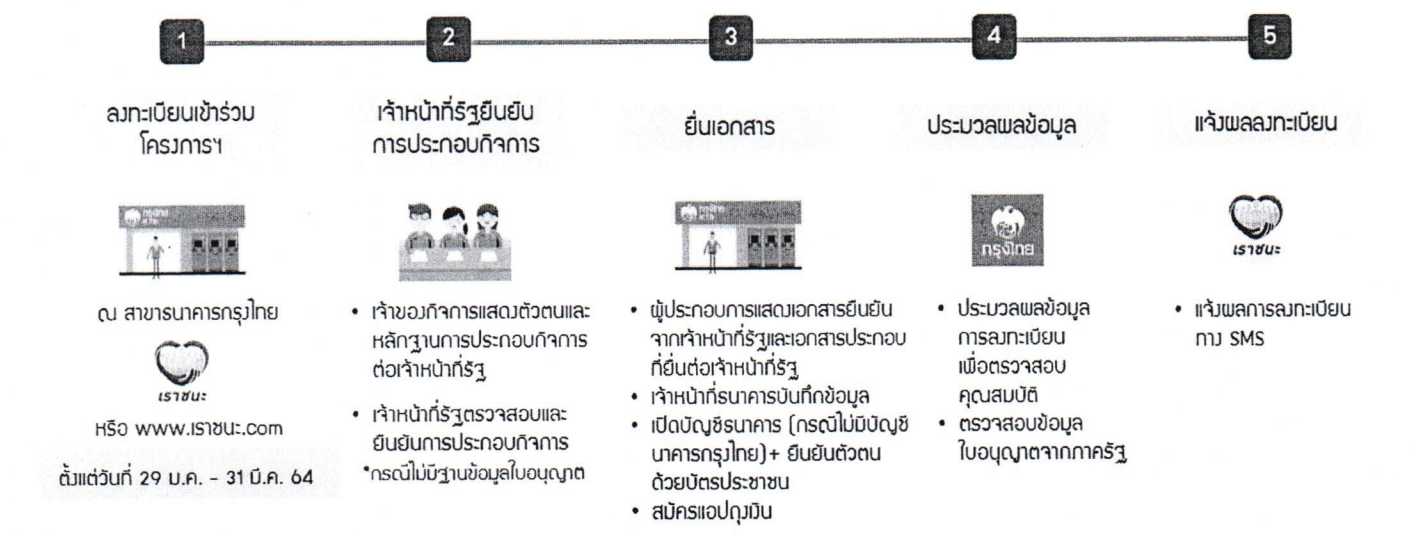 1
2
3
4
5
ลงทะเบียนเข้าร่วม
โครงการฯ
เจ้าหน้าที่รัฐยืนยัน
การประกอบกิจการ
ยื่นเอกสาร
ประมวลผลข้อมูล
แจ้งผลลงทะเบียน
กรุงไทย
กรุงไทย
กรุงไทย
เราชนะ
ณ สาขาธนาคารกรุงไทย
เราชนะ
หรือ www.เราชนะ.com
ตั้งแต่วันที่ 29 ม.ค. - 31 มี.ค. 64
• เจ้าของกิจการแสดงตัวตนและ
หลักฐานการประกอบกิจการ
ต่อเจ้าหน้าที่รัฐ
• เจ้าหน้าที่รัฐตรวจสอบและ
ยืนยันการประกอบกิจการ
*กรณีไม่มีฐานข้อมูลใบอนุญาต
• ผู้ประกอบการแสดงเอกสารยืนยัน
จากเจ้าหน้าที่รัฐและเอกสารประกอบ
ที่ยื่นต่อเจ้าหน้าที่รัฐ
• เจ้าหน้าที่ธนาคารบันทึกข้อมูล
• เปิดบัญชีธนาคาร (กรณีไม่มีบัญชี
นาคารกรุงไทย)+ ยืนยันตัวตน
ด้วยบัตรประชาชน
• สมัครแอปถุงเงิน
• ประมวลผลข้อมูล
การลงทะเบียน
เพื่อตรวจสอบ
คุณสมบัติ
• ตรวจสอบข้อมูล
ใบอนุญาตจากภาครัฐ
• แจ้งผลการลงทะเบียน
ทาง SMS